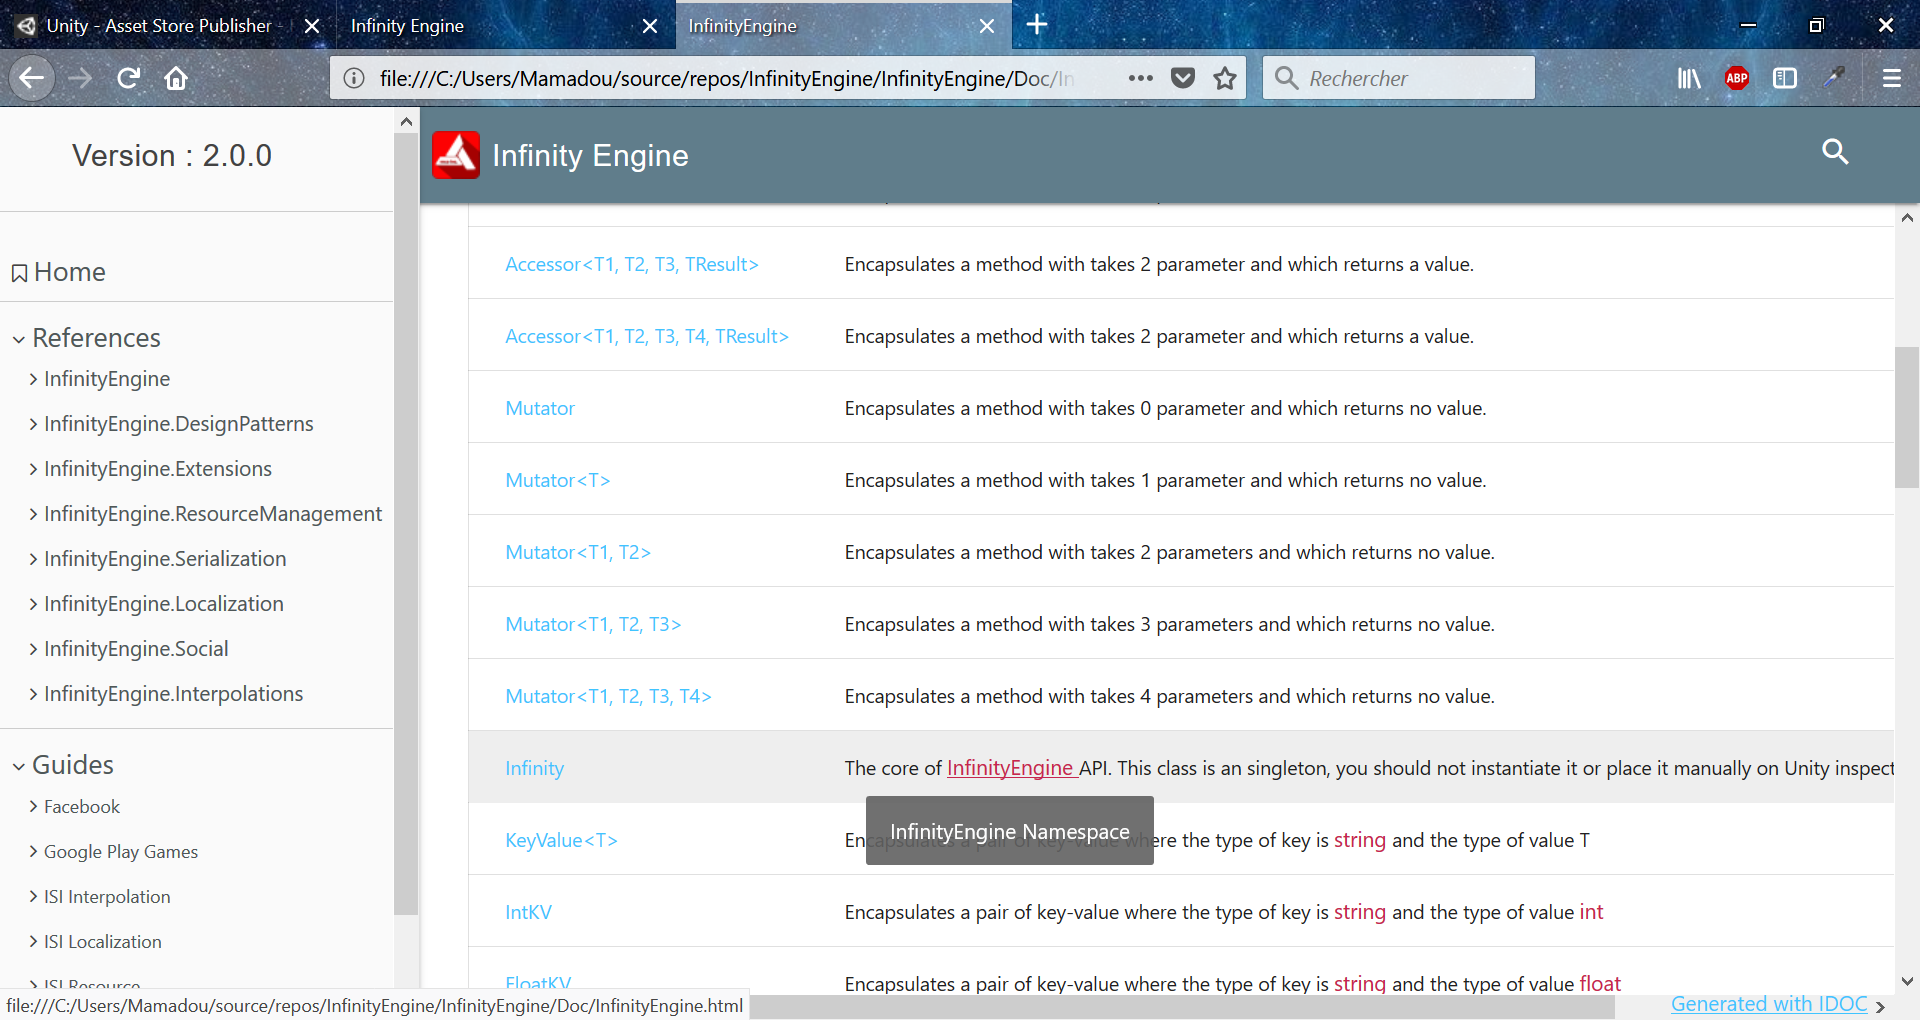 Unity - Asset Store Publisher
Infinity Engine
InfinityEngine
file:///C:/Users/Mamadou/source/repos/InfinityEngine/InfinityEngine/Doc/In
Rechercher
ABP
Version : 2.0.0
Home
References
InfinityEngine
InfinityEngine.DesignPatterns
InfinityEngine.Extensions
InfinityEngine.ResourceManagement
InfinityEngine.Serialization
InfinityEngine.Localization
InfinityEngine.Social
InfinityEngine.Interpolations
Guides
Facebook
Google Play Games
ISI Interpolation
ISI Localization
ISI Resource
Infinity Engine
Accessor<T1, T2, T3, TResult> Encapsulates a method with takes 2 parameter and which returns a value.
Accessor<T1, T2, T3, T4, TResult> Encapsulates a method with takes 2 parameter and which returns a value.
Mutator Encapsulates a method with takes 0 parameter and which returns no value.
Mutator<T> Encapsulates a method with takes 1 parameter and which returns no value.
Mutator<T1, T2> Encapsulates a method with takes 2 parameters and which returns no value.
Mutator<T1, T2, T3> Encapsulates a method with takes 3 parameters and which returns no value.
Mutator<T1, T2, T3, T4> Encapsulates a method with takes 4 parameters and which returns no value.
Infinity The core of InfinityEngine API. This class is an singleton, you should not instantiate it or place it manually on Unity inspect
InfinityEngine Namespace
KeyValue<T> Encapsulates a pair of key-value where the type of key is string and the type of value T
IntKV Encapsulates a pair of key-value where the type of key is string and the type of value int
FloatKV Encapsulates a pair of key-value where the type of key is string and the type of value float
file:///C:/Users/Mamadou/source/repos/InfinityEngine/InfinityEngine/Doc/InfinityEngine.html
Generated with IDOC